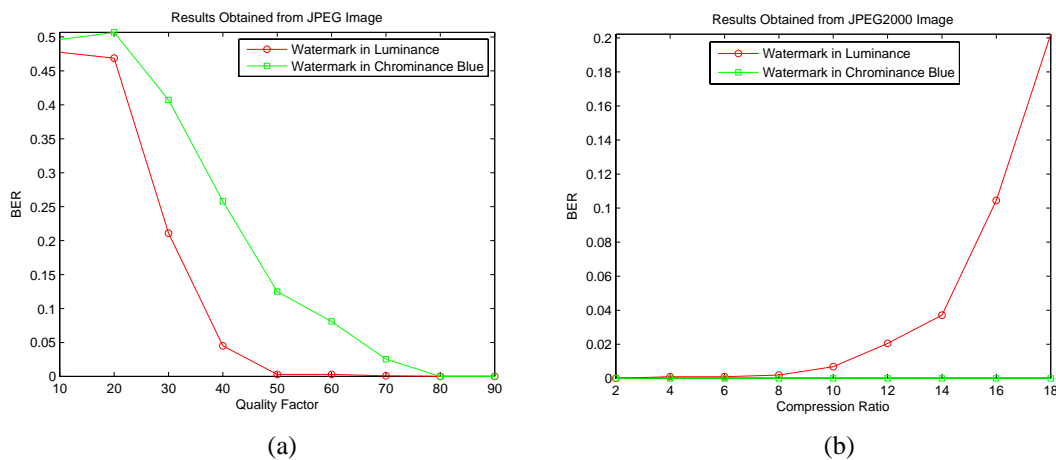 Results Obtained from JPEG Image
0.5
0.45
0.4
0.35
0.3
0.25
0.2
0.15
0.1
0.05
0
BER
Watermark in Luminance
Watermark in Chrominance Blue
10 20 30 40 50 60 70 80 90
Quality Factor
(a)
Results Obtained from JPEG2000 Image
0.2
0.18
0.16
0.14
0.12
0.1
0.08
0.06
0.04
0.02
0
BER
Watermark in Luminance
Watermark in Chrominance Blue
2 4 6 8 10 12 14 16 18
Compression Ratio
(b)